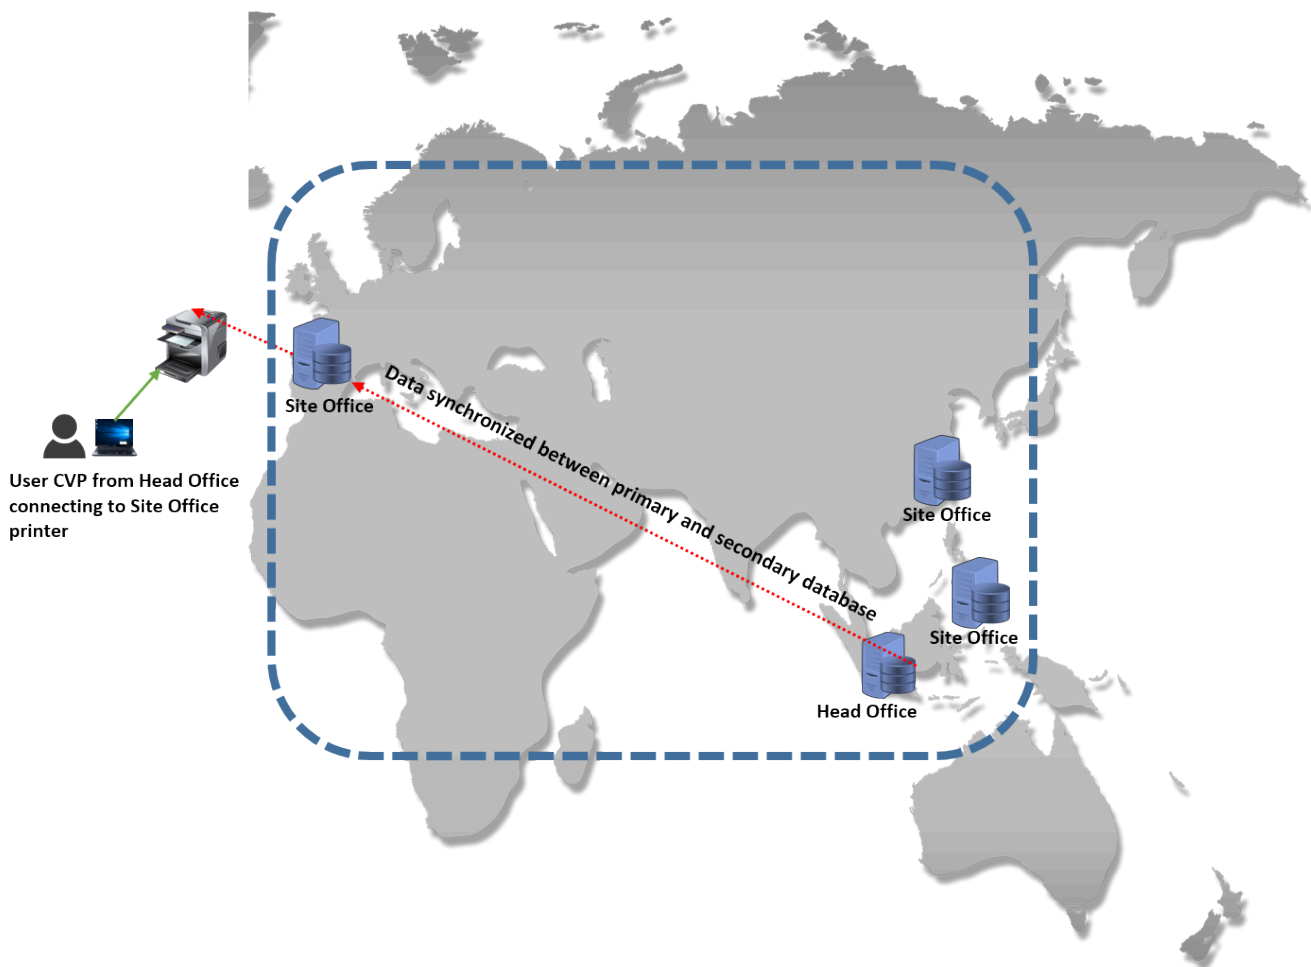 Site Office
Data synchronized between primary and secondary database
User CVP from Head Office
connecting to Site Office
printer
Site Office
Site Office
Head Office